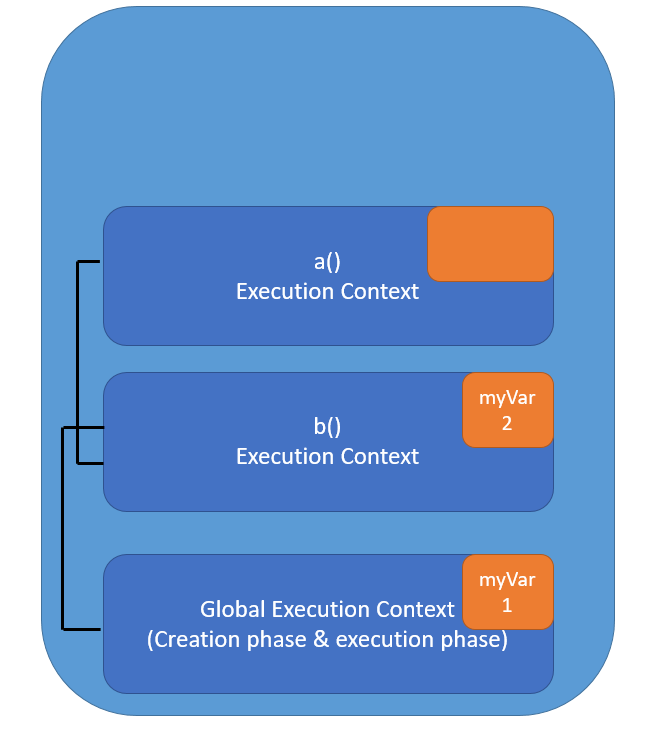 a()
Execution Context
myVar
2
b()
Execution Context
myVar
1
Global Execution Context
(Creation phase & execution phase)